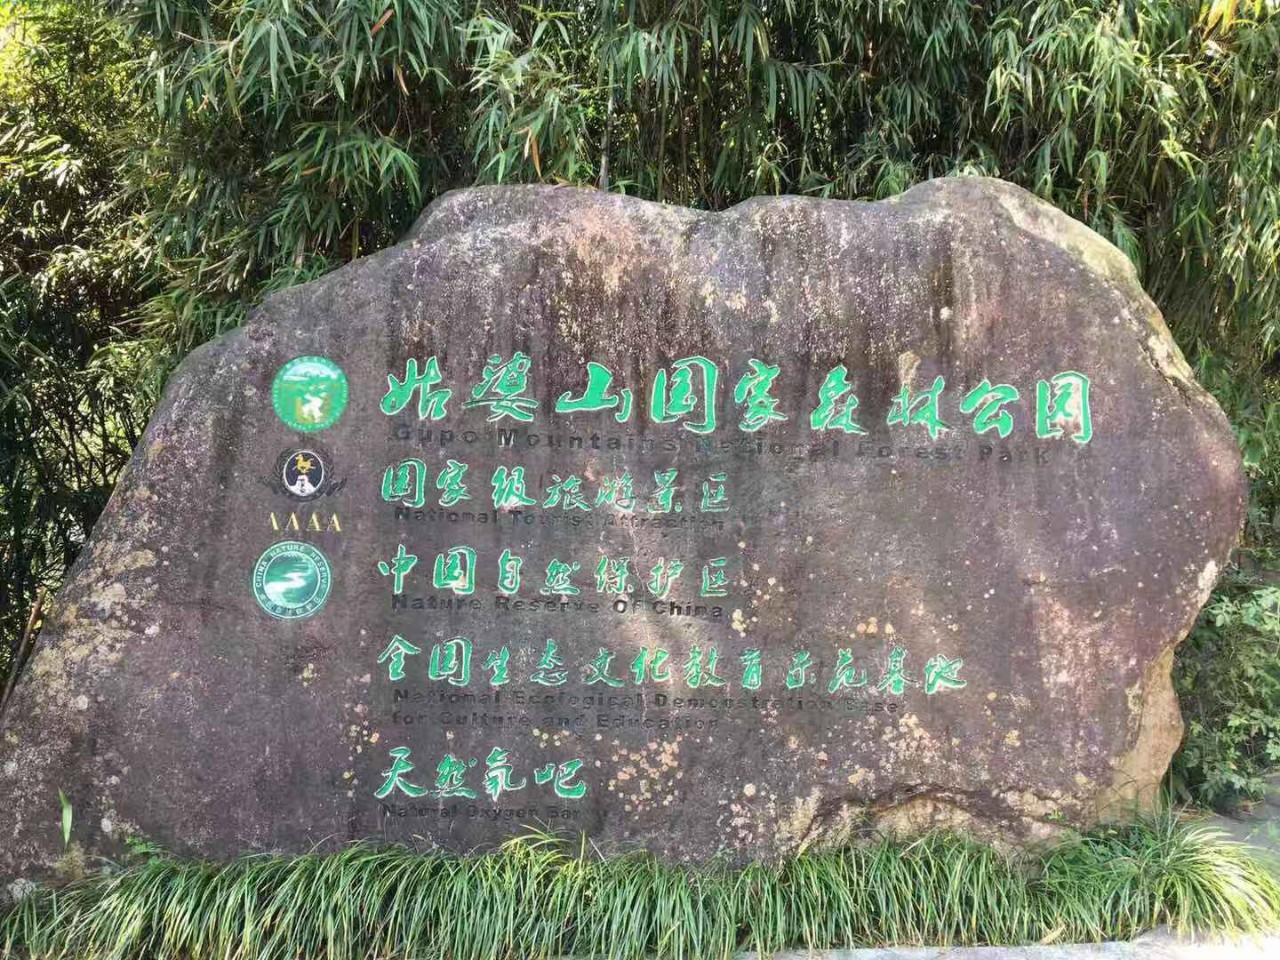 姑婆山国家森林公园
Gupo Mountains National Forest Park
国家级旅游景区
National Tourist Attraction
AAAA
中国自然保护区
Nature Reserve Of China
CHINA NATURE RESERVE
全国生态文化教育示范基地
National Ecological Demonstration Base
for Culture and Education
天然氧吧
Natural Oxygen Bar